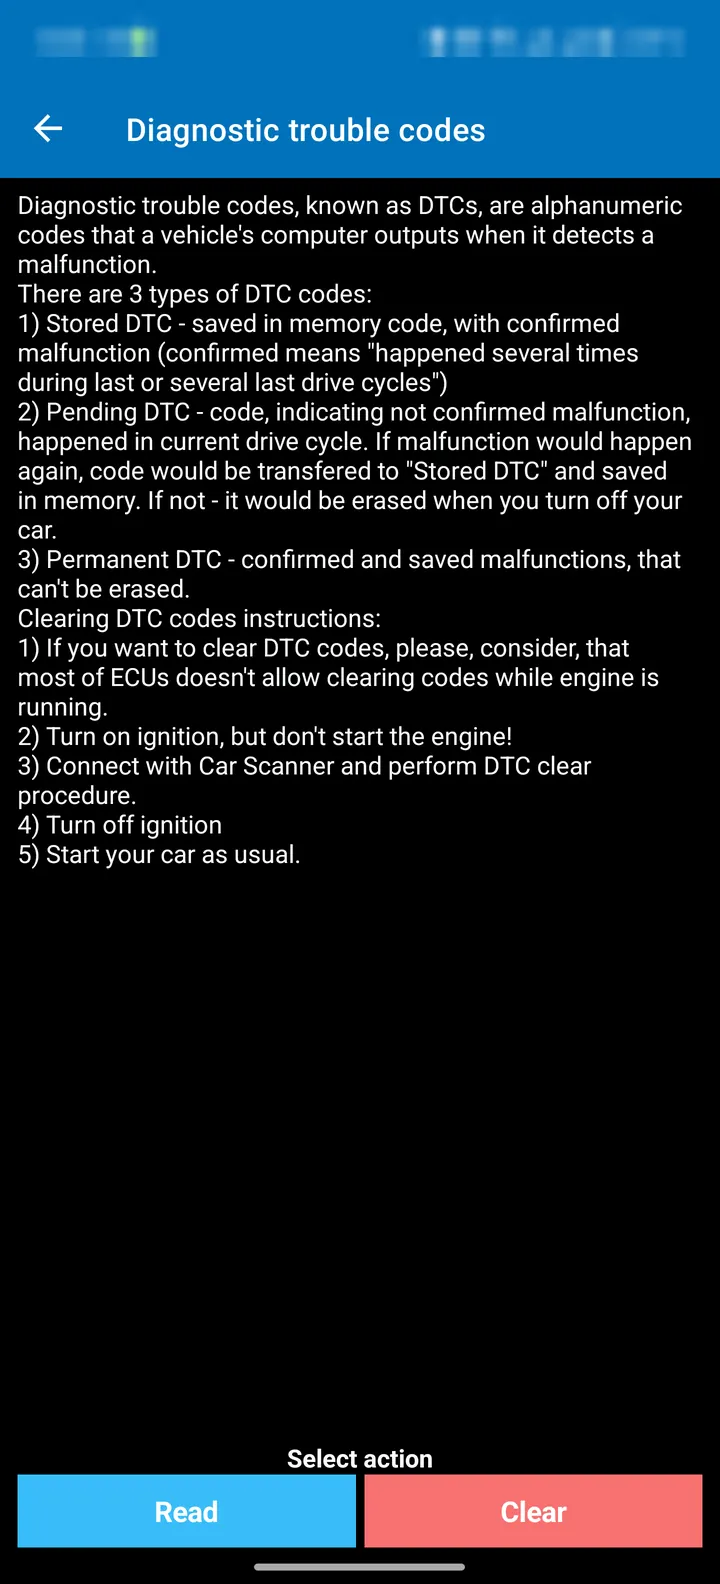 Diagnostic trouble codes
Diagnostic trouble codes, known as DTCs, are alphanumeric
codes that a vehicle's computer outputs when it detects a
malfunction.
There are 3 types of DTC codes:
1) Stored DTC - saved in memory code, with confirmed
malfunction (confirmed means "happened several times
during last or several last drive cycles")
2) Pending DTC - code, indicating not confirmed malfunction,
happened in current drive cycle. If malfunction would happen
again, code would be transfered to "Stored DTC" and saved
in memory. If not - it would be erased when you turn off your
car.
3) Permanent DTC - confirmed and saved malfunctions, that
can't be erased.
Clearing DTC codes instructions:
1) If you want to clear DTC codes, please, consider, that
most of ECUs doesn't allow clearing codes while engine is
running.
2) Turn on ignition, but don't start the engine!
3) Connect with Car Scanner and perform DTC clear
procedure.
4) Turn off ignition
5) Start your car as usual.
Select action
Read
Clear